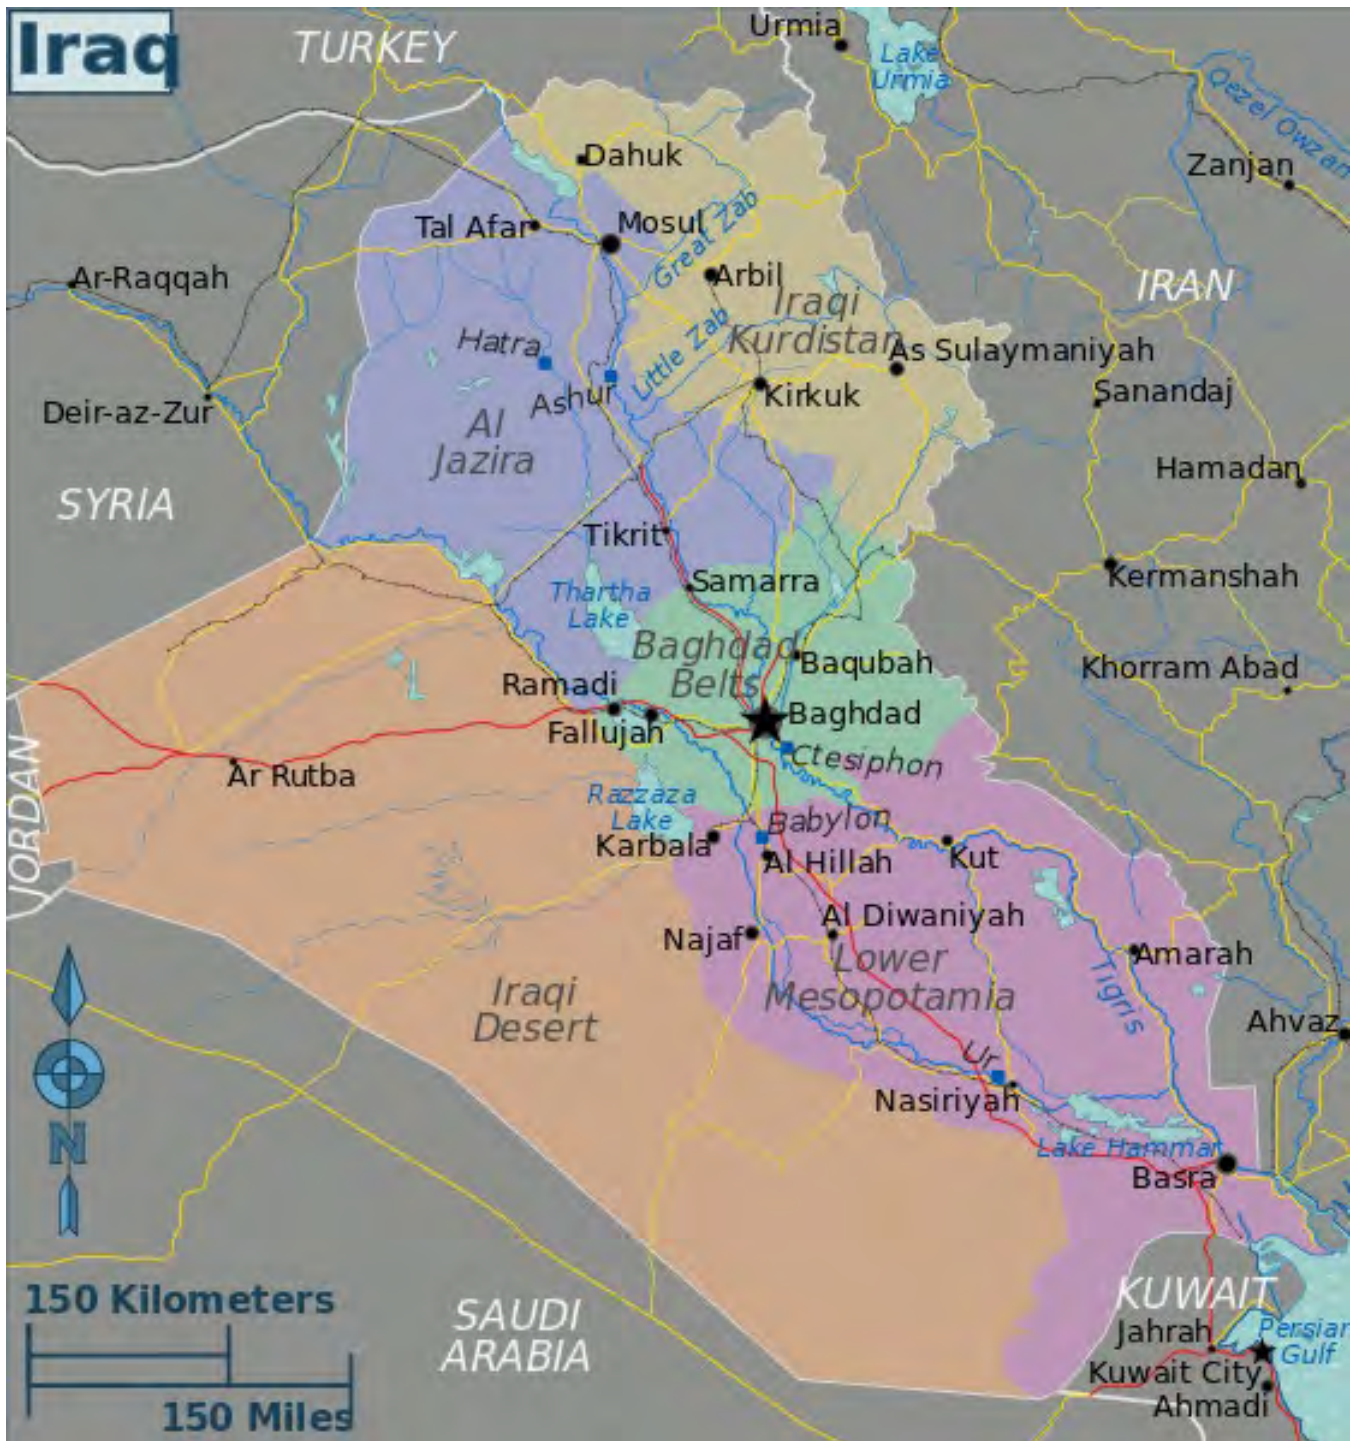 Iraq
TURKEY
Urmia
Lake
Urmia
Qezel Owzan
Zanjan
Dahuk
Tal Afar
Mosul
Great Zab
Ar-Raqqah
Arbil
IRAN
Iraqi
Kurdistan
Little Zab
Hatra
As Sulaymaniyah
Ashur
Kirkuk
Sanandaj
Deir-az-Zur
Al
Jazira
Hamadan
SYRIA
Tikrit
Kermanshah
Samarra
Thartha
Lake
Baghdad
Belts
Baqubah
Khorram Abad
Ramadi
Fallujah
Baghdad
Ctesiphon
JORDAN
Ar Rutba
Razzaza
Lake
Babylon
Karbala
Al Hillah
Kut
Najaf
Al Diwaniyah
Lower
Mesopotamia
Amarah
Tigris
Iraqi
Desert
Ahvaz
Ur
Nasiriyah
N
Lake Hammar
Basra
150 Kilometers
150 Miles
SAUDI
ARABIA
KUWAIT
Jahrah
Persian
Gulf
Kuwait City
Ahmadi